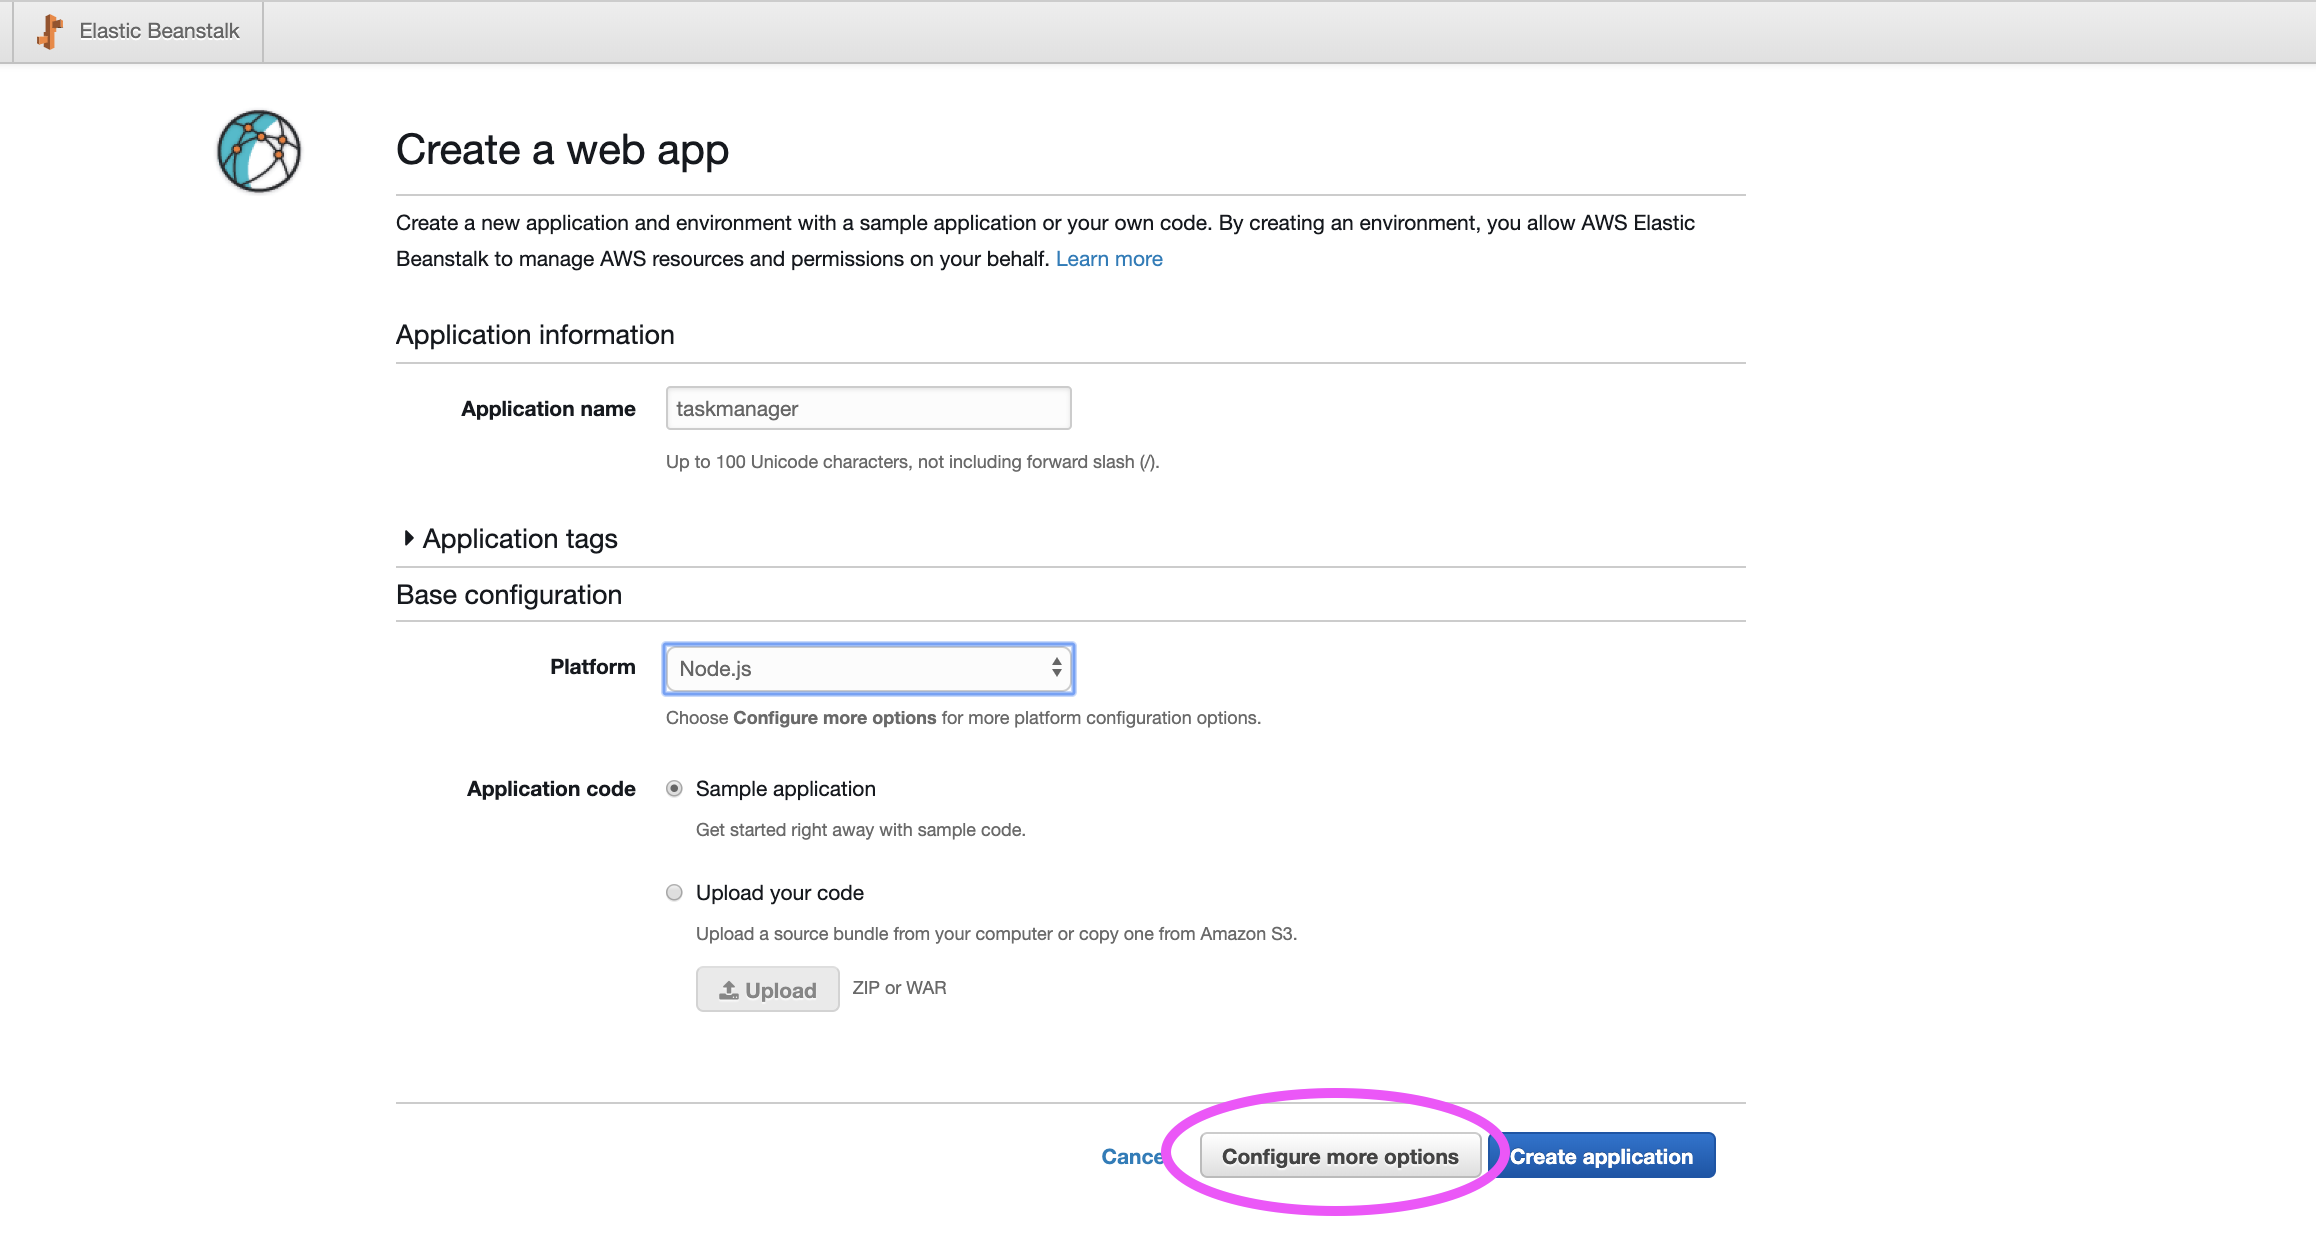 Elastic Beanstalk
Create a web app
Create a new application and environment with a sample application or your own code. By creating an environment, you allow AWS Elastic
Beanstalk to manage AWS resources and permissions on your behalf. Learn more
Application information
Application name taskmanager
Up to 100 Unicode characters, not including forward slash (/).
Application tags
Base configuration
Platform Node.js
Choose Configure more options for more platform configuration options.
Application code Sample application
Get started right away with sample code.
Upload your code
Upload a source bundle from your computer or copy one from Amazon S3.
Upload ZIP or WAR
Cance Configure more options Create application